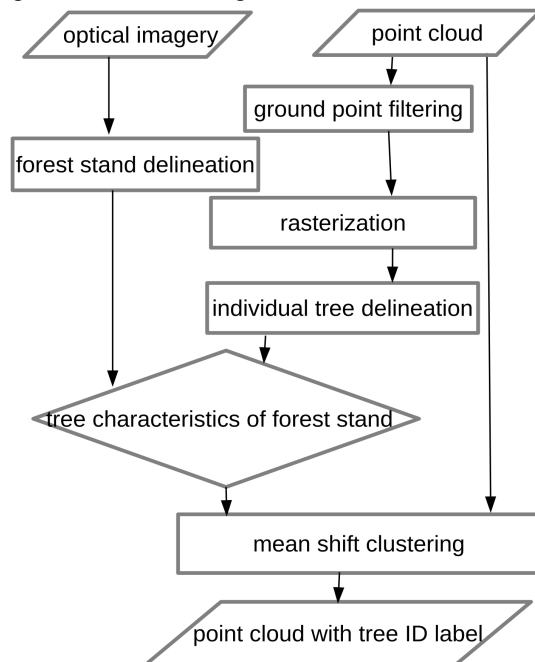 optical imagery
point cloud
ground point filtering
forest stand delineation
rasterization
individual tree delineation
tree characteristics of forest stand
mean shift clustering
point cloud with tree ID label